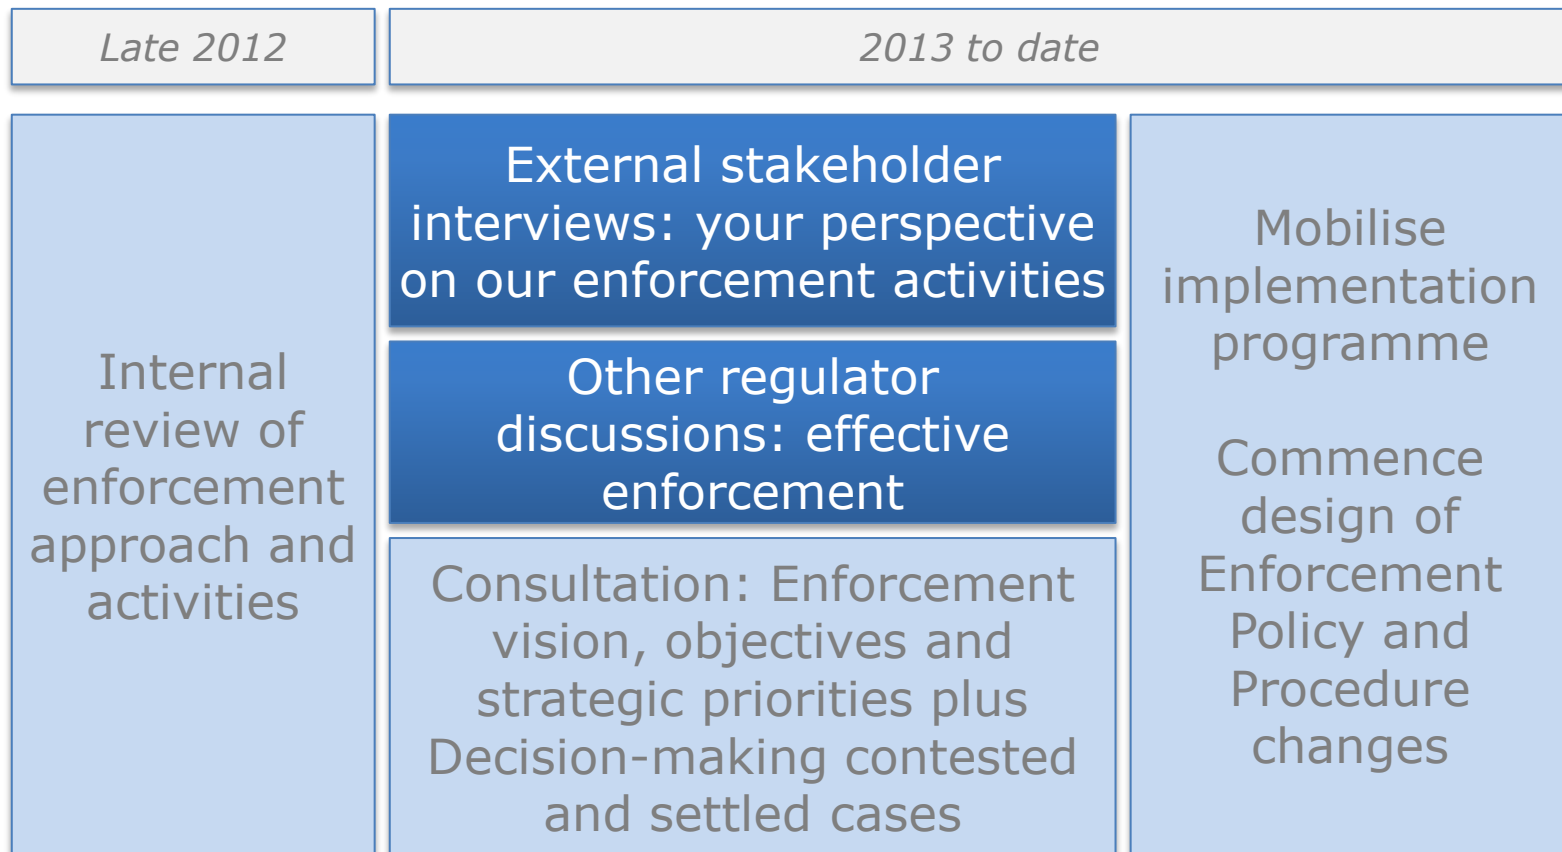 Late 2012
2013 to date
Internal
review of
enforcement
approach and
activities
External stakeholder
interviews: your perspective
on our enforcement activities
Other regulator
discussions: effective
enforcement
Consultation: Enforcement
vision, objectives and
strategic priorities plus
Decision-making contested
and settled cases
Mobilise
implementation
programme
Commence
design of
Enforcement
Policy and
Procedure
changes